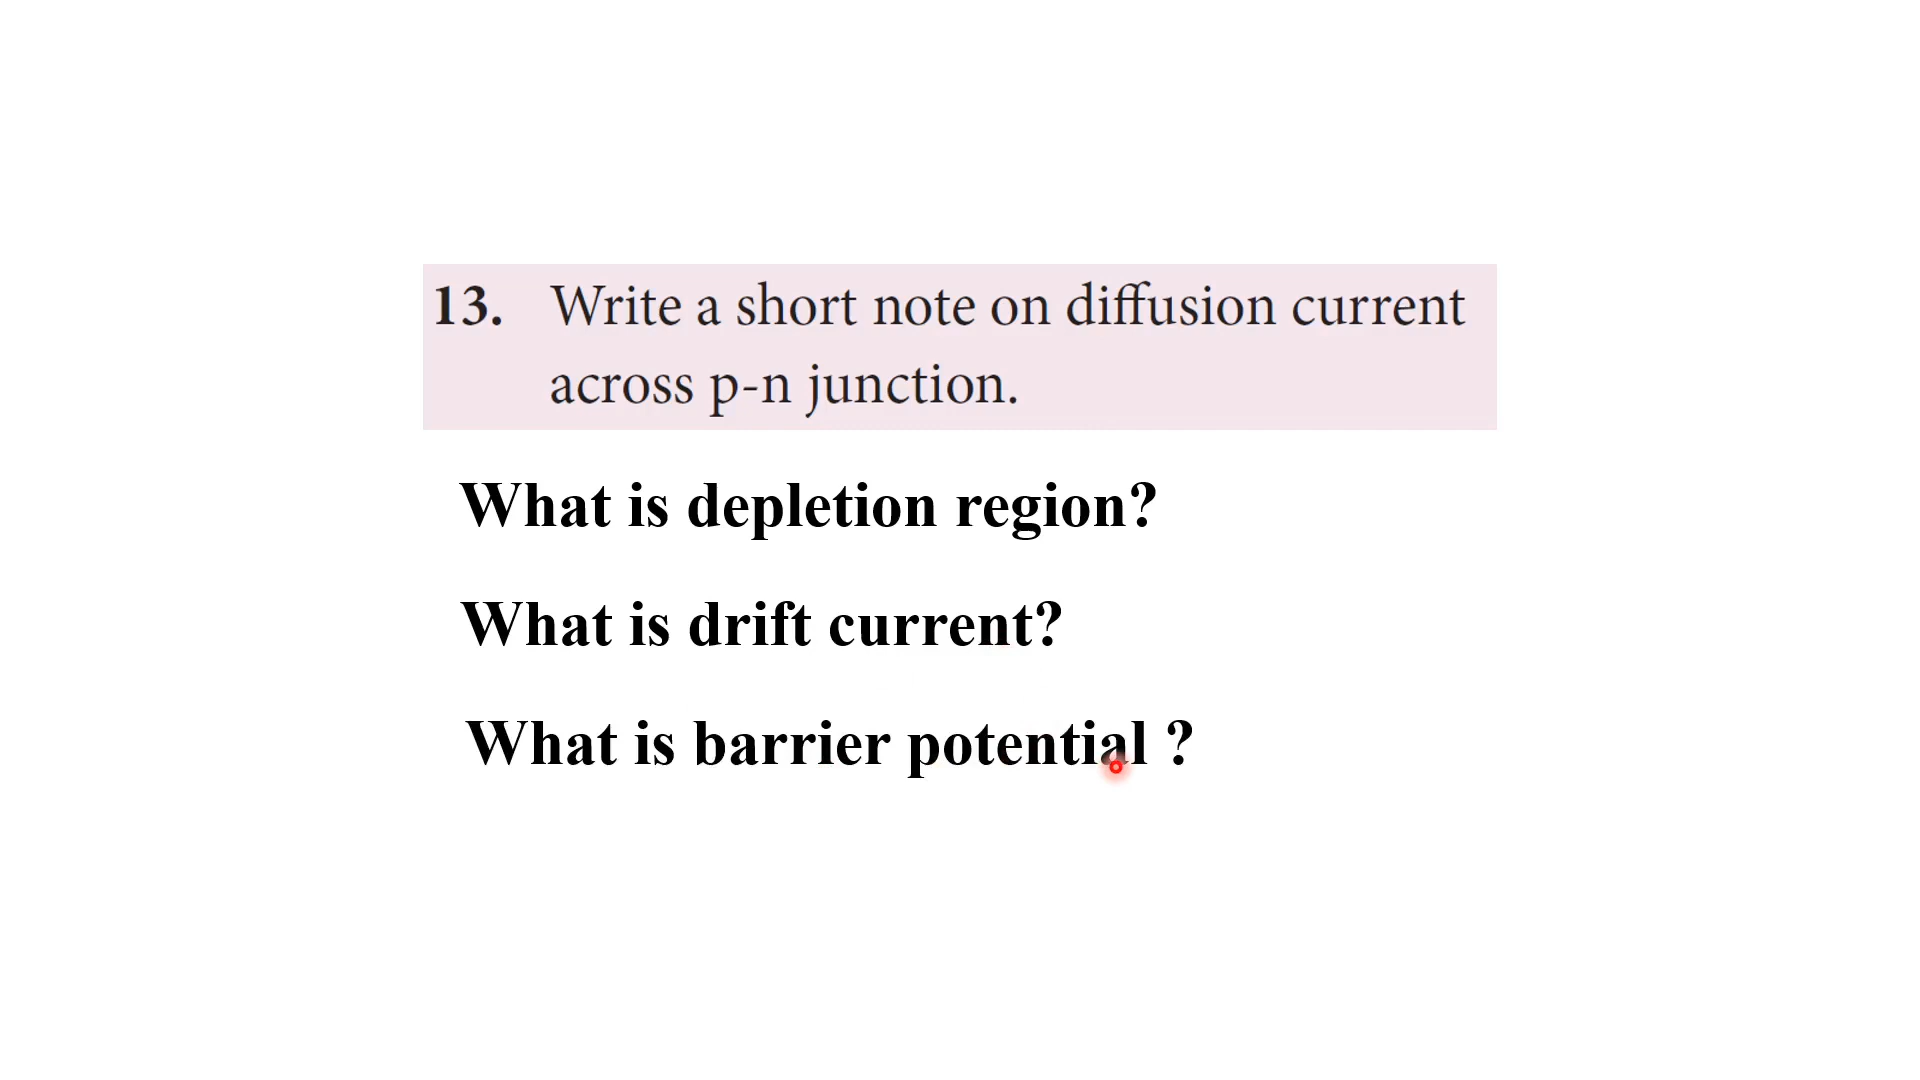 13. Write a short note on diffusion current
across p-n junction.
What is depletion region?
What is drift current?
What is barrier potential ?